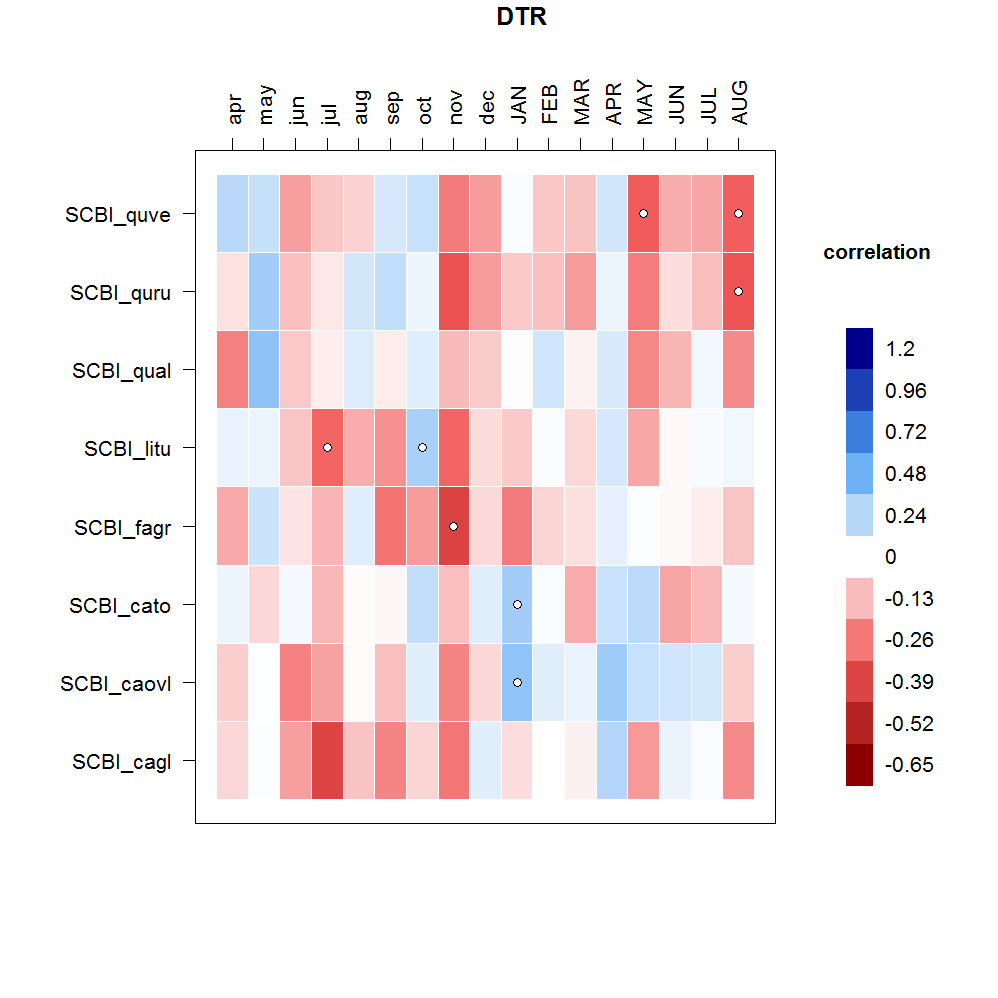 DTR
apr may jun jul aug sep oct nov dec JAN FEB MAR APR MAY JUN JUL AUG
SCBI_quve
SCBI_quru
SCBI_qual
SCBI_litu
SCBI_fagr
SCBI_cato
SCBI_caovl
SCBI_cagl
correlation
1.2
0.96
0.72
0.48
0.24
0
-0.13
-0.26
-0.39
-0.52
-0.65